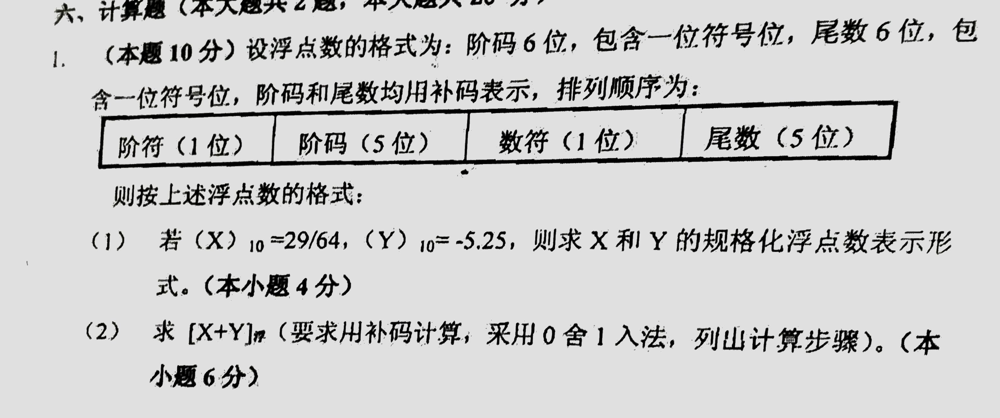 六、计算题（本大题共2题，本大题共20分）
1. （本题10分）设浮点数的格式为：阶码6位，包含一位符号位，尾数6位，包
含一位符号位，阶码和尾数均用补码表示，排列顺序为：
阶符（1位） 阶码（5位） 数符（1位） 尾数（5位）
则按上述浮点数的格式：
（1） 若（X）10=29/64，（Y）10= -5.25，则求 X 和 Y 的规格化浮点数表示形
式。（本小题4分）
（2） 求 [X+Y]浮（要求用补码计算，采用0舍1入法，列出计算步骤）。（本
小题6分）